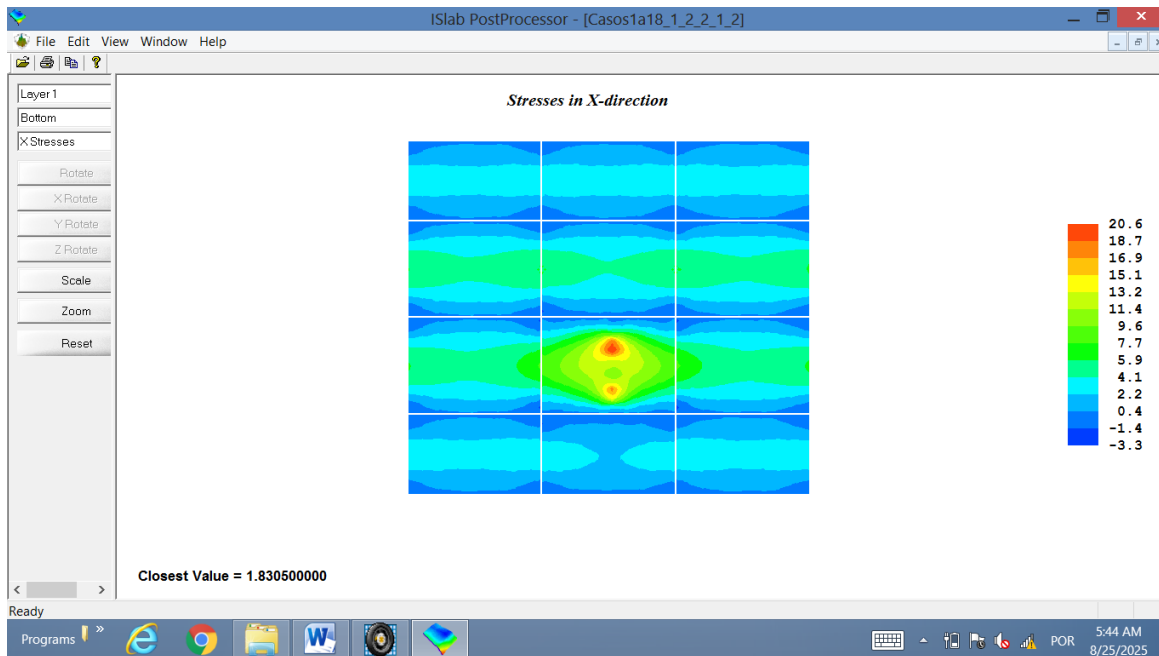 ISlab PostProcessor - [Casos1a18_1_2_2_1_2]
File Edit View Window Help
Layer 1
Bottom
X Stresses
Rotate
X Rotate
Y Rotate
Z Rotate
Scale
Zoom
Reset
Stresses in X-direction
20.6
18.7
16.9
15.1
13.2
11.4
9.6
7.7
5.9
4.1
2.2
0.4
-1.4
-3.3
Closest Value = 1.830500000
Ready
Programs
POR
5:44 AM
8/25/2025